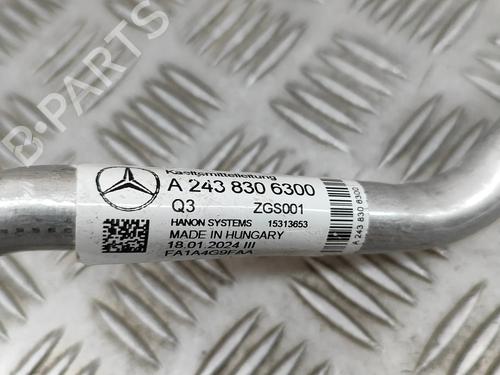 B-PARTS
Kältemittelleitung
A 243 830 6300
Q3 ZGS001
HANON SYSTEMS 15313653
MADE IN HUNGARY
18.01.2024 III
FA1A4G9FAA
A 243 830 6300